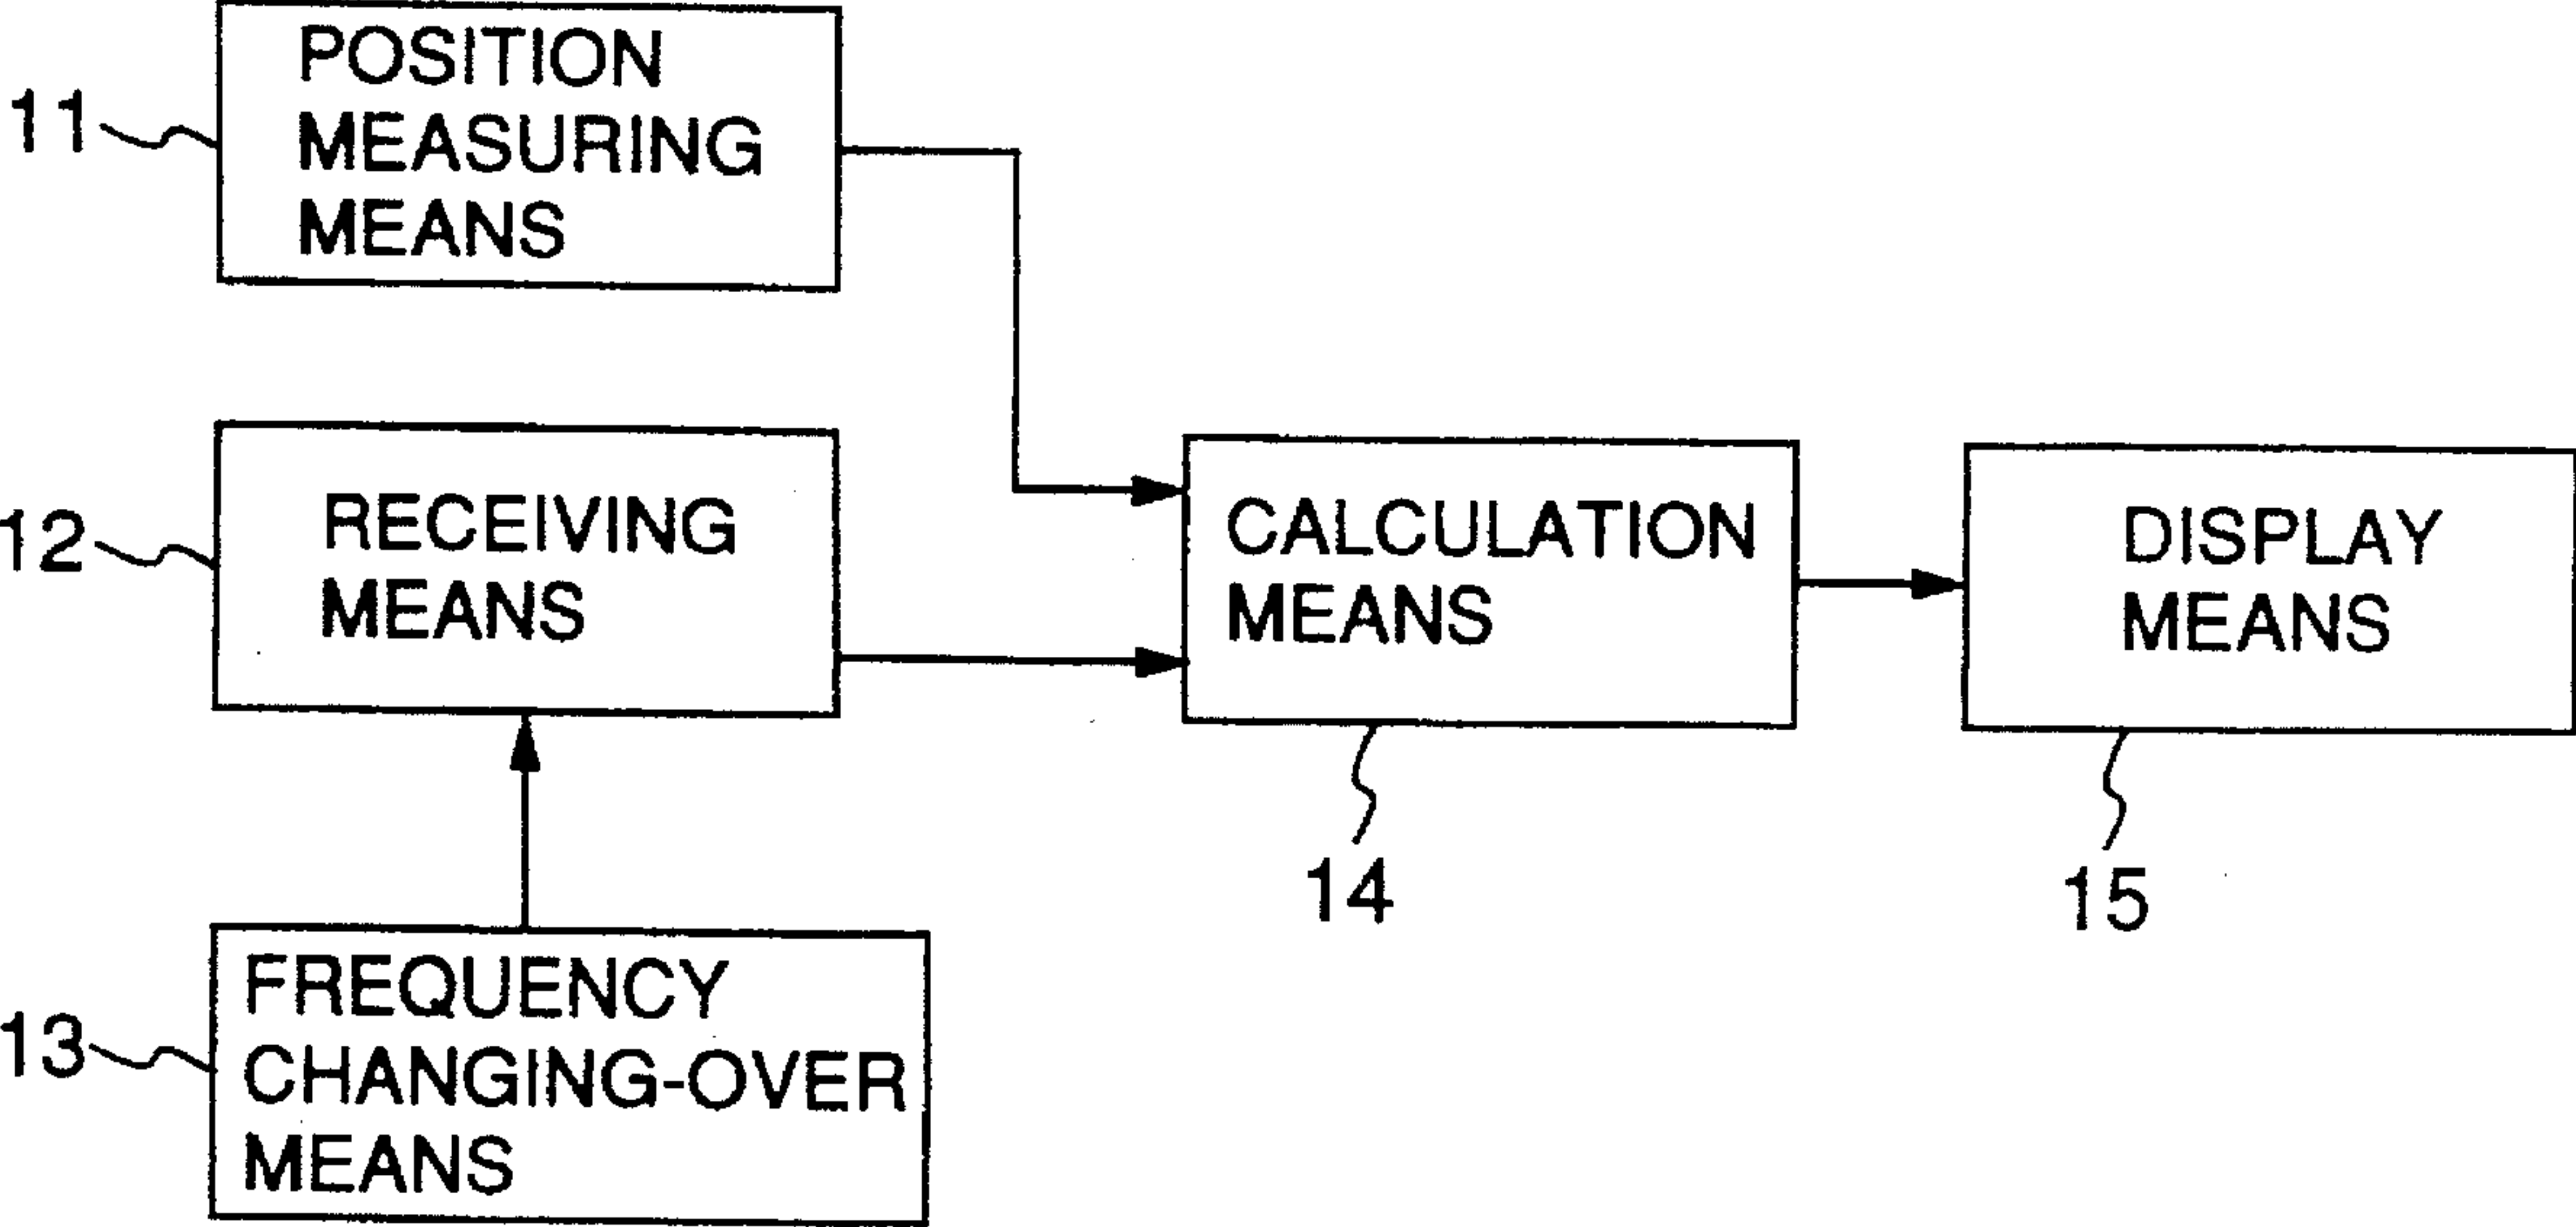 POSITION
MEASURING
MEANS
11
RECEIVING
MEANS
12
FREQUENCY
CHANGING-OVER
MEANS
13
CALCULATION
MEANS
14
DISPLAY
MEANS
15